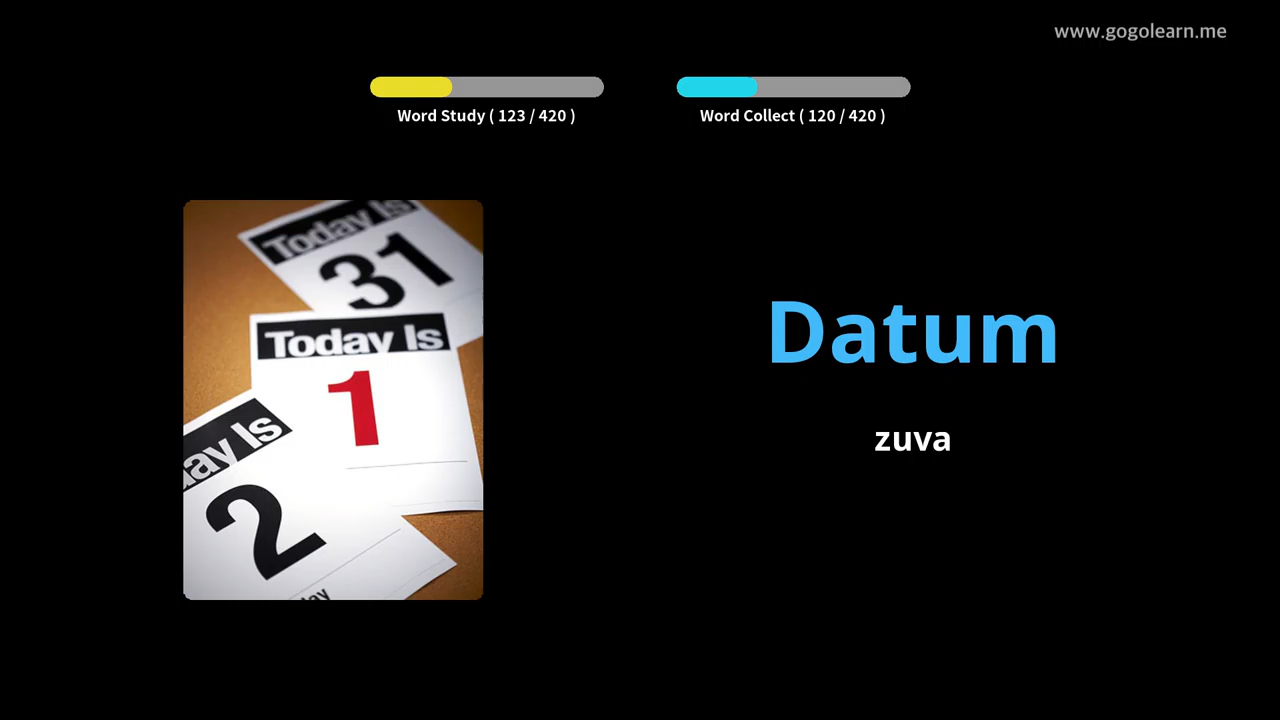 www.gogolearn.me
Word Study ( 123 / 420 )
Word Collect ( 120 / 420 )
Today Is
31
Today Is
1
ay Is
2
Datum
zuva